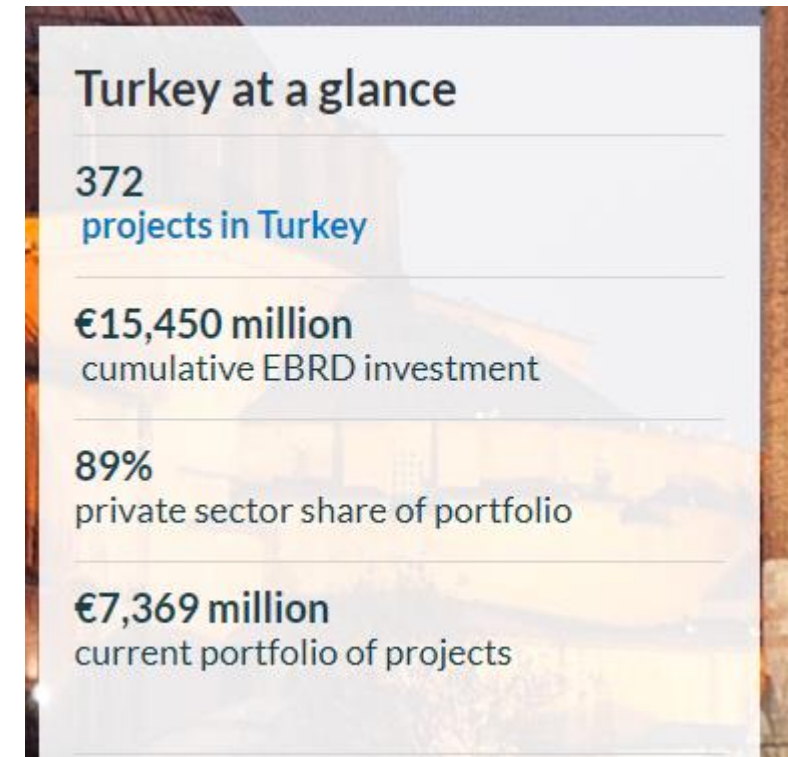 Turkey at a glance
372
projects in Turkey
€15,450 million
cumulative EBRD investment
89%
private sector share of portfolio
€7,369 million
current portfolio of projects